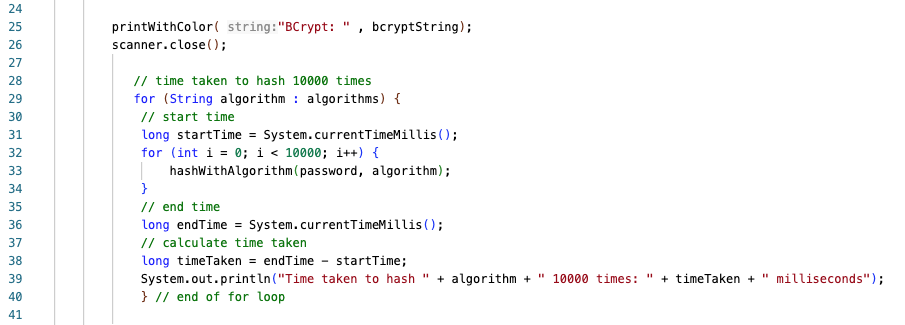 24
25 printWithColor( string:"BCrypt: " , bcryptString);
26 scanner.close();
27
28 // time taken to hash 10000 times
29 for (String algorithm : algorithms) {
30 // start time
31 long startTime = System.currentTimeMillis();
32 for (int i = 0; i < 10000; i++) {
33 hashWithAlgorithm(password, algorithm);
34 }
35 // end time
36 long endTime = System.currentTimeMillis();
37 // calculate time taken
38 long timeTaken = endTime - startTime;
39 System.out.println("Time taken to hash " + algorithm + " 10000 times: " + timeTaken + " milliseconds");
40 } // end of for loop
41